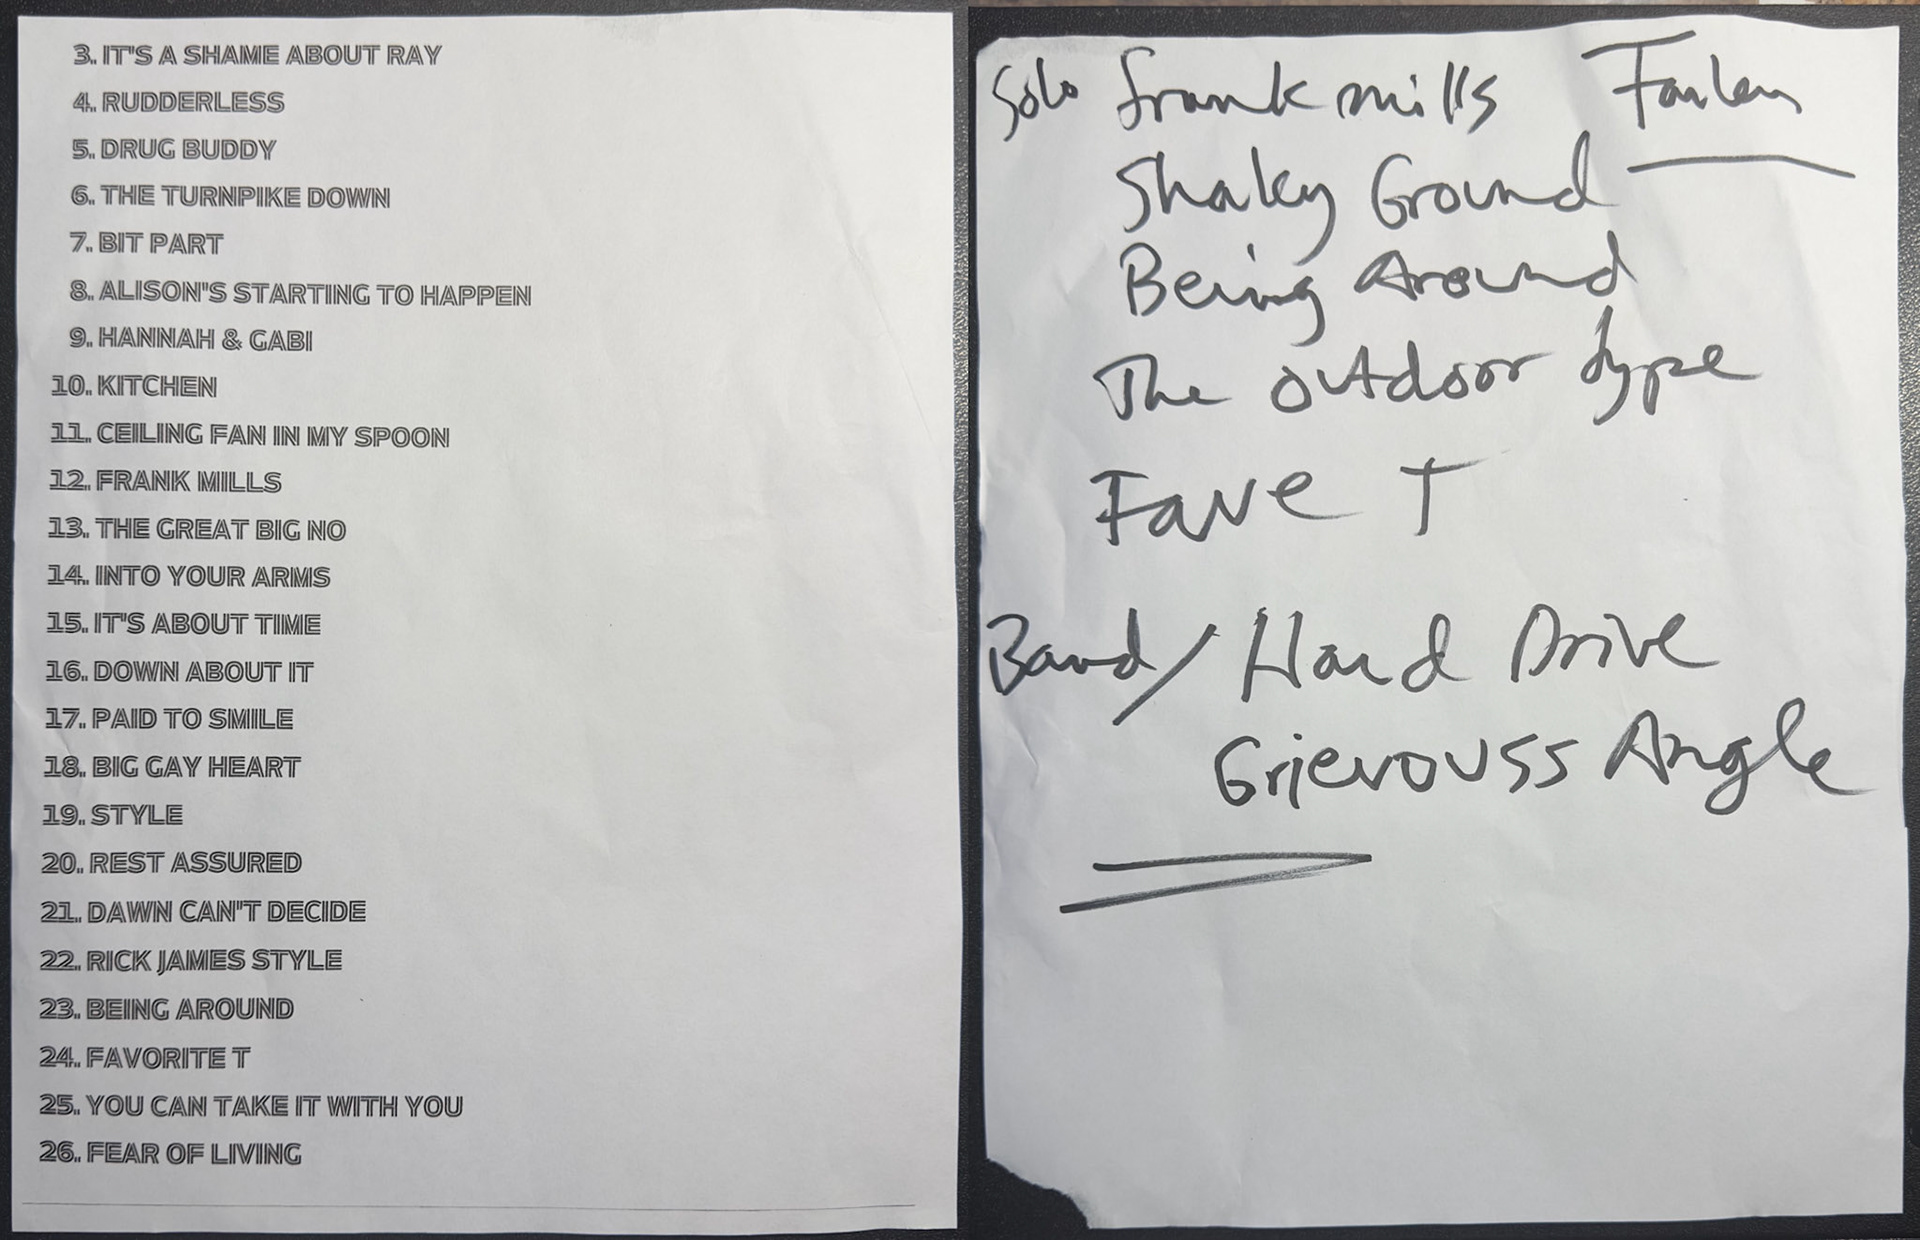 3. IT'S A SHAME ABOUT RAY
4. RUDDERLESS
5. DRUG BUDDY
6. THE TURNPIKE DOWN
7. BIT PART
8. ALISON'S STARTING TO HAPPEN
9. HANNAH & GABI
10. KITCHEN
11. CEILING FAN IN MY SPOON
12. FRANK MILLS
13. THE GREAT BIG NO
14. INTO YOUR ARMS
15. IT'S ABOUT TIME
16. DOWN ABOUT IT
17. PAID TO SMILE
18. BIG GAY HEART
19. STYLE
20. REST ASSURED
21. DAWN CAN'T DECIDE
22. RICK JAMES STYLE
23. BEING AROUND
24. FAVORITE T
25. YOU CAN TAKE IT WITH YOU
26. FEAR OF LIVING
Solo frank mills
Shaky Ground
Being Around
The outdoor type
Fave T
Band/ Hard Drive
Grievouss Angle